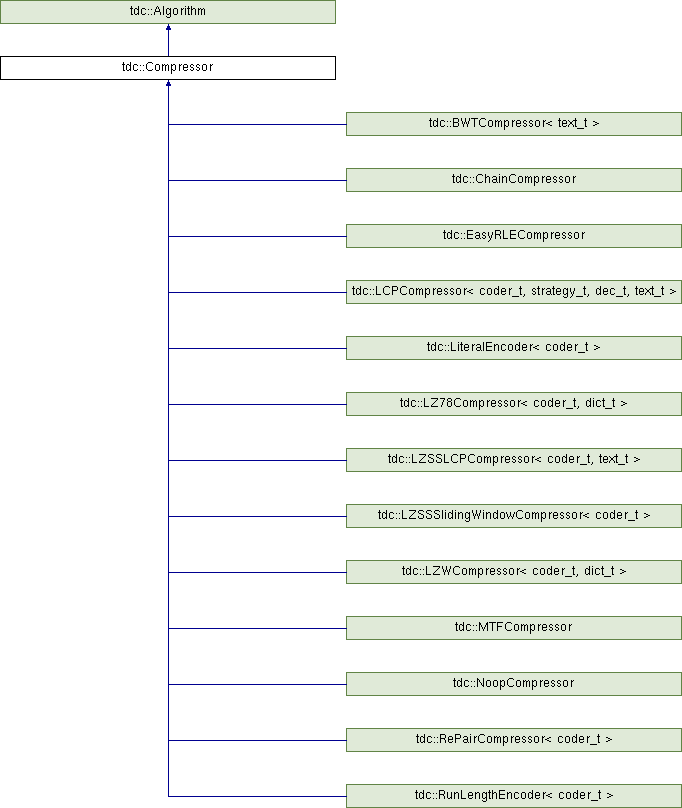 tdc::Algorithm
tdc::Compressor
tdc::BWTCompressor< text_t >
tdc::ChainCompressor
tdc::EasyRLECompressor
tdc::LCPCompressor< coder_t, strategy_t, dec_t, text_t >
tdc::LiteralEncoder< coder_t >
tdc::LZ78Compressor< coder_t, dict_t >
tdc::LZSSLCPCompressor< coder_t, text_t >
tdc::LZSSSlidingWindowCompressor< coder_t >
tdc::LZWCompressor< coder_t, dict_t >
tdc::MTFCompressor
tdc::NoopCompressor
tdc::RePairCompressor< coder_t >
tdc::RunLengthEncoder< coder_t >